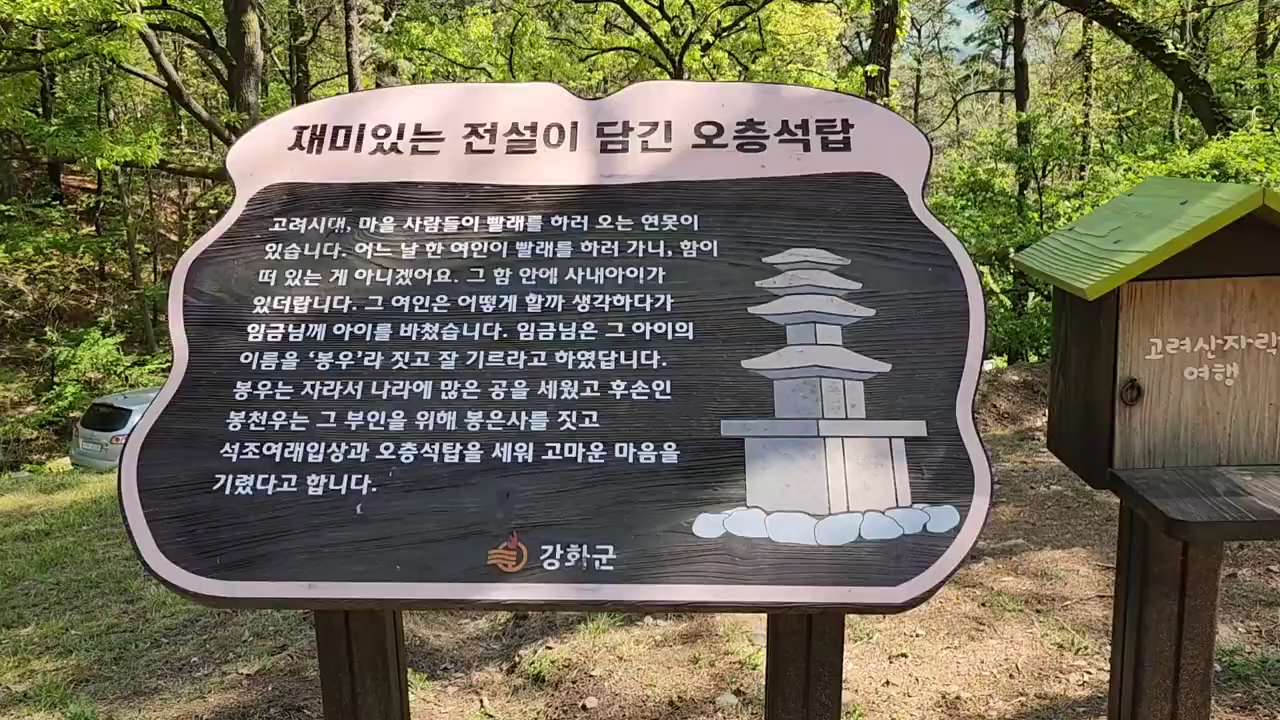 재미있는 전설이 담긴 오층석탑
고려시대, 마을 사람들이 빨래를 하러 오는 연못이
있습니다. 어느 날 한 여인이 빨래를 하러 가니, 함이
떠 있는 게 아니겠어요. 그 함 안에 사내아이가
있더랍니다. 그 여인은 어떻게 할까 생각하다가
임금님께 아이를 바쳤습니다. 임금님은 그 아이의
이름을 ‘봉우’라 짓고 잘 기르라고 하였답니다.
봉우는 자라서 나라에 많은 공을 세웠고 후손인
봉천우는 그 부인을 위해 봉은사를 짓고
석조여래입상과 오층석탑을 세워 고마운 마음을
기렸다고 합니다.
강화군
고려산자락
여행